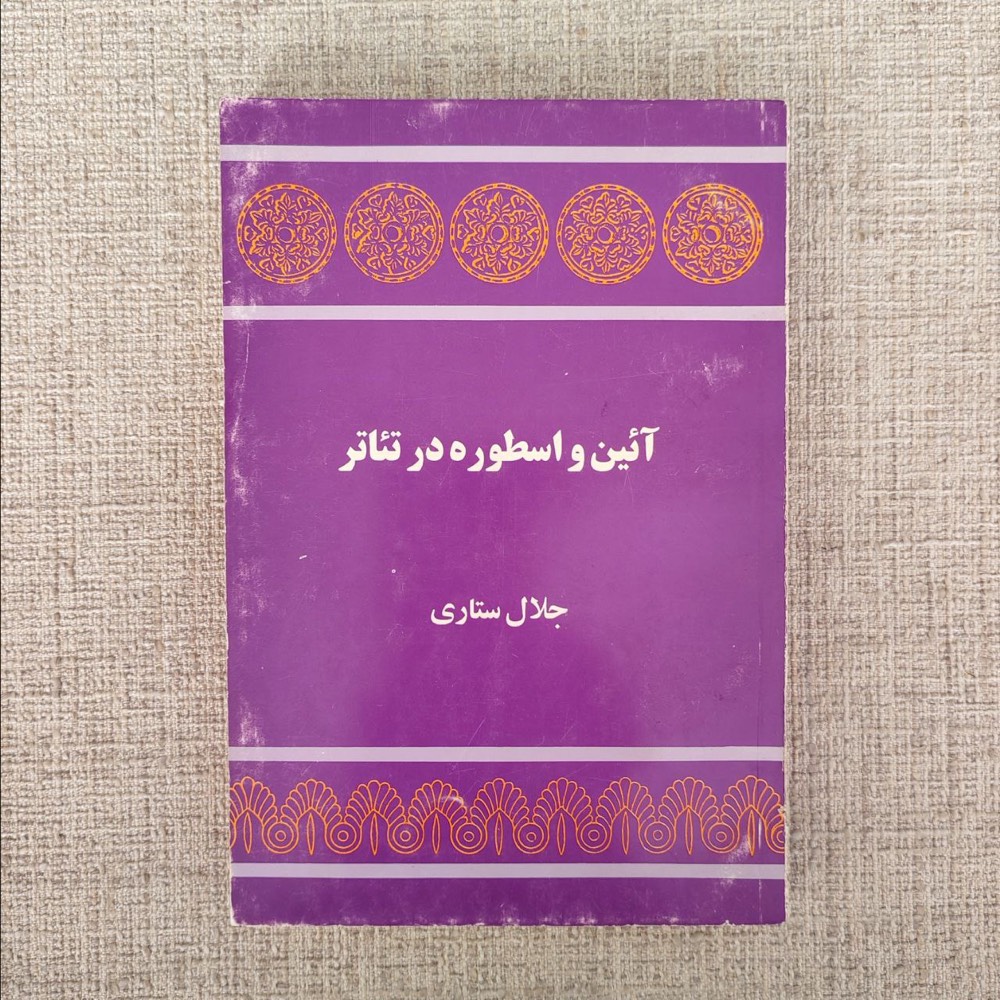 آئین و اسطوره در تئاتر
جلال ستاری